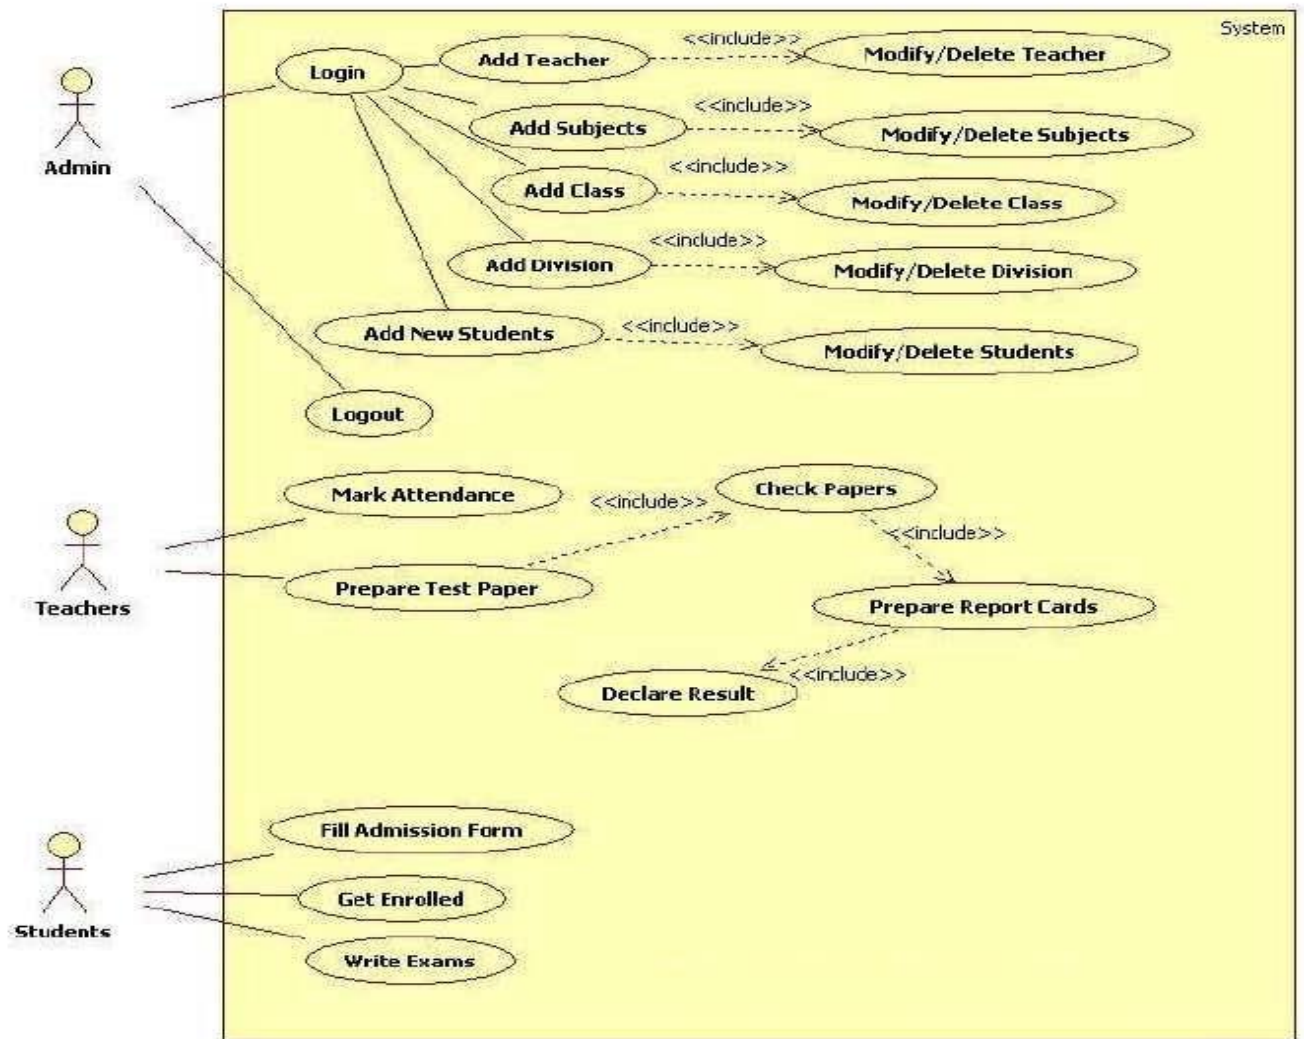 System
Login
Add Teacher
<<include>>
Modify/Delete Teacher
Admin
Add Subjects
<<include>>
Modify/Delete Subjects
Add Class
<<include>>
Modify/Delete Class
Add Division
<<include>>
Modify/Delete Division
Add New Students
<<include>>
Modify/Delete Students
Logout
Teachers
Mark Attendance
<<include>>
Check Papers
<<include>>
Prepare Test Paper
Prepare Report Cards
<<include>>
Declare Result
Students
Fill Admission Form
Get Enrolled
Write Exams